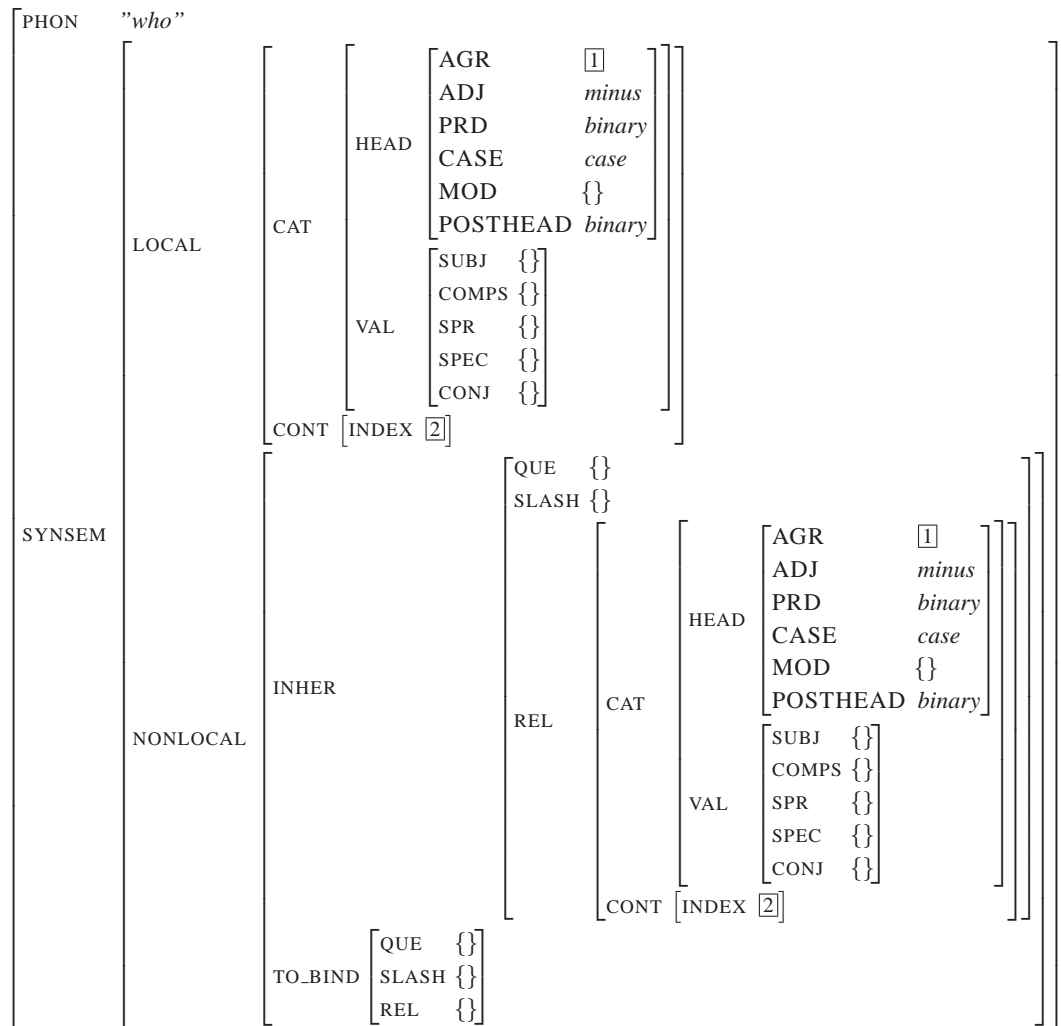 PHON "who"
AGR 1
ADJ minus
PRD binary
HEAD
CASE case
MOD {}
POSTHEAD binary
CAT
LOCAL
SUBJ {}
COMPS {}
VAL SPR {}
SPEC {}
CONJ {}
CONT [INDEX 2]
QUE {}
SLASH {}
SYNSEM
AGR 1
ADJ minus
PRD binary
HEAD
CASE case
MOD {}
INHER
POSTHEAD binary
CAT
REL
NONLOCAL
SUBJ {}
COMPS {}
VAL SPR {}
SPEC {}
CONJ {}
CONT [INDEX 2]
QUE {}
TO_BIND SLASH {}
REL {}